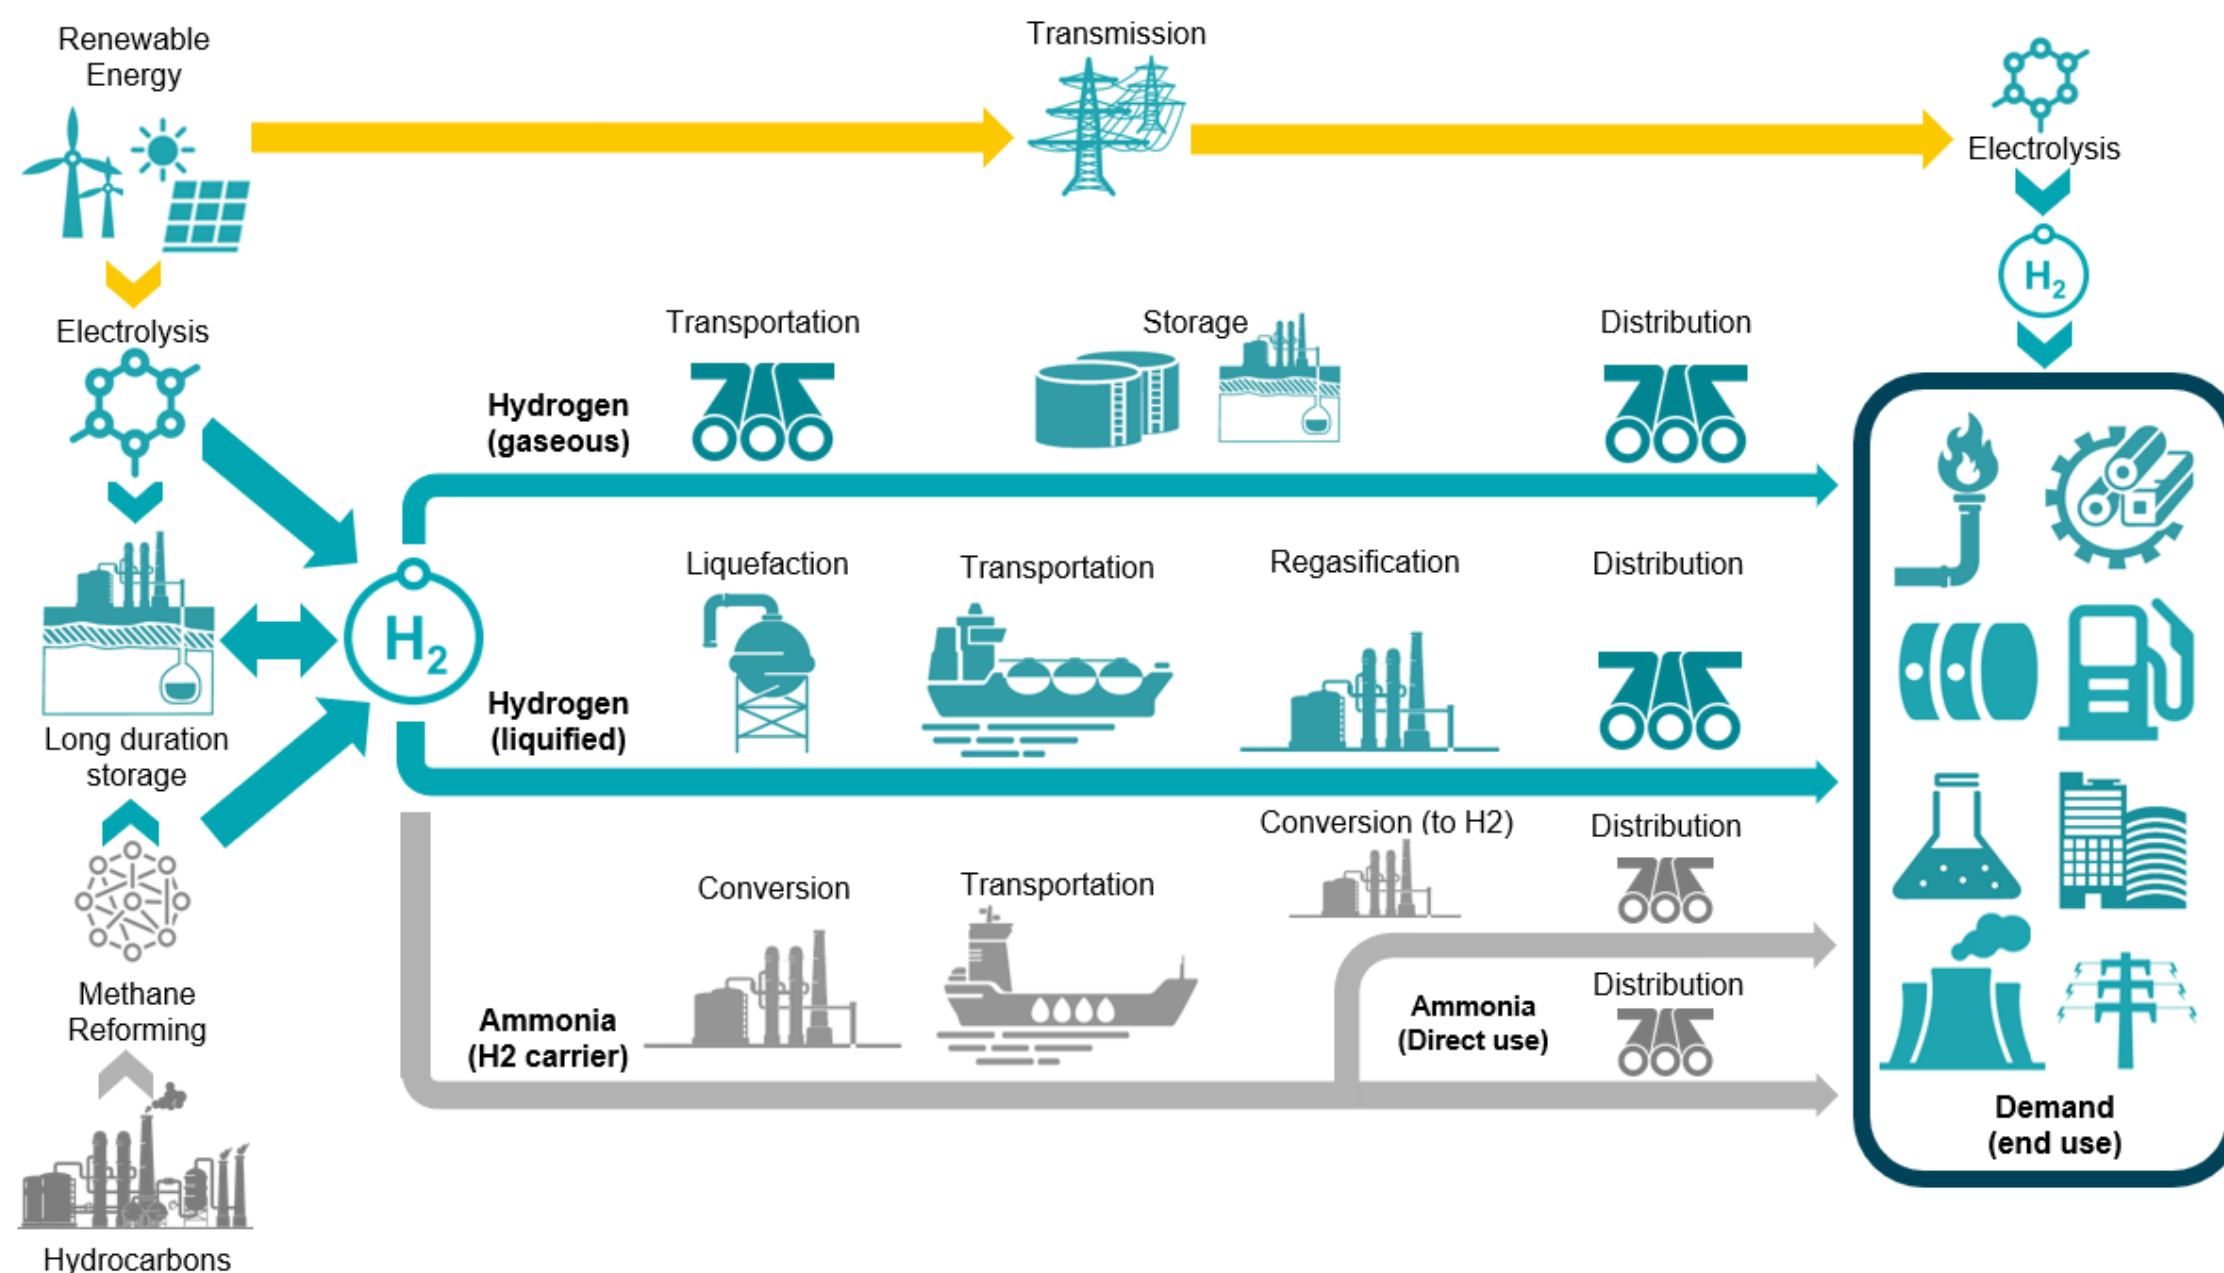 Renewable
Energy
Transmission
Electrolysis
H2
Electrolysis
Transportation
Storage
Distribution
Hydrogen
(gaseous)
Liquefaction
Transportation
Regasification
Distribution
H2
Hydrogen
(liquified)
Long duration
storage
Conversion (to H2)
Distribution
Conversion
Transportation
Methane
Reforming
Ammonia
(H2 carrier)
Ammonia
(Direct use)
Distribution
Demand
(end use)
Hydrocarbons